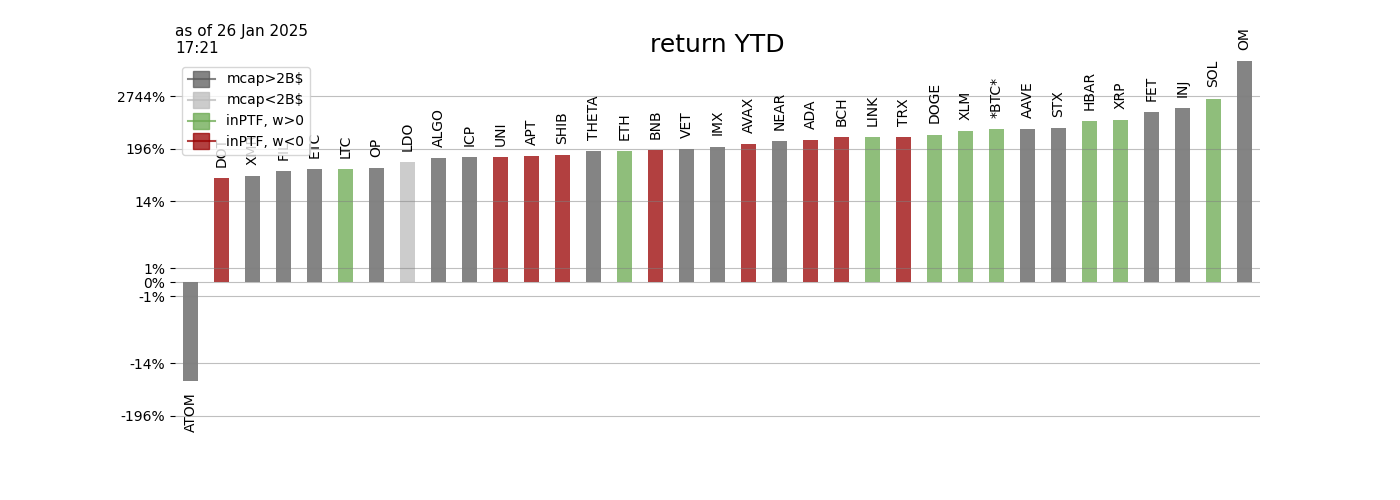 as of 26 Jan 2025
17:21
return YTD
mcap>2B$
mcap<2B$
inPTF, w>0
inPTF, w<0
2744%
196%
14%
1%
0%
-1%
-14%
-196%
ATOM
ETC
LTC
OP
LDO
ALGO
ICP
UNI
APT
SHIB
THETA
ETH
BNB
VET
IMX
AVAX
NEAR
ADA
BCH
LINK
TRX
DOGE
XLM
*BTC*
AAVE
STX
HBAR
XRP
FET
INJ
SOL
OM